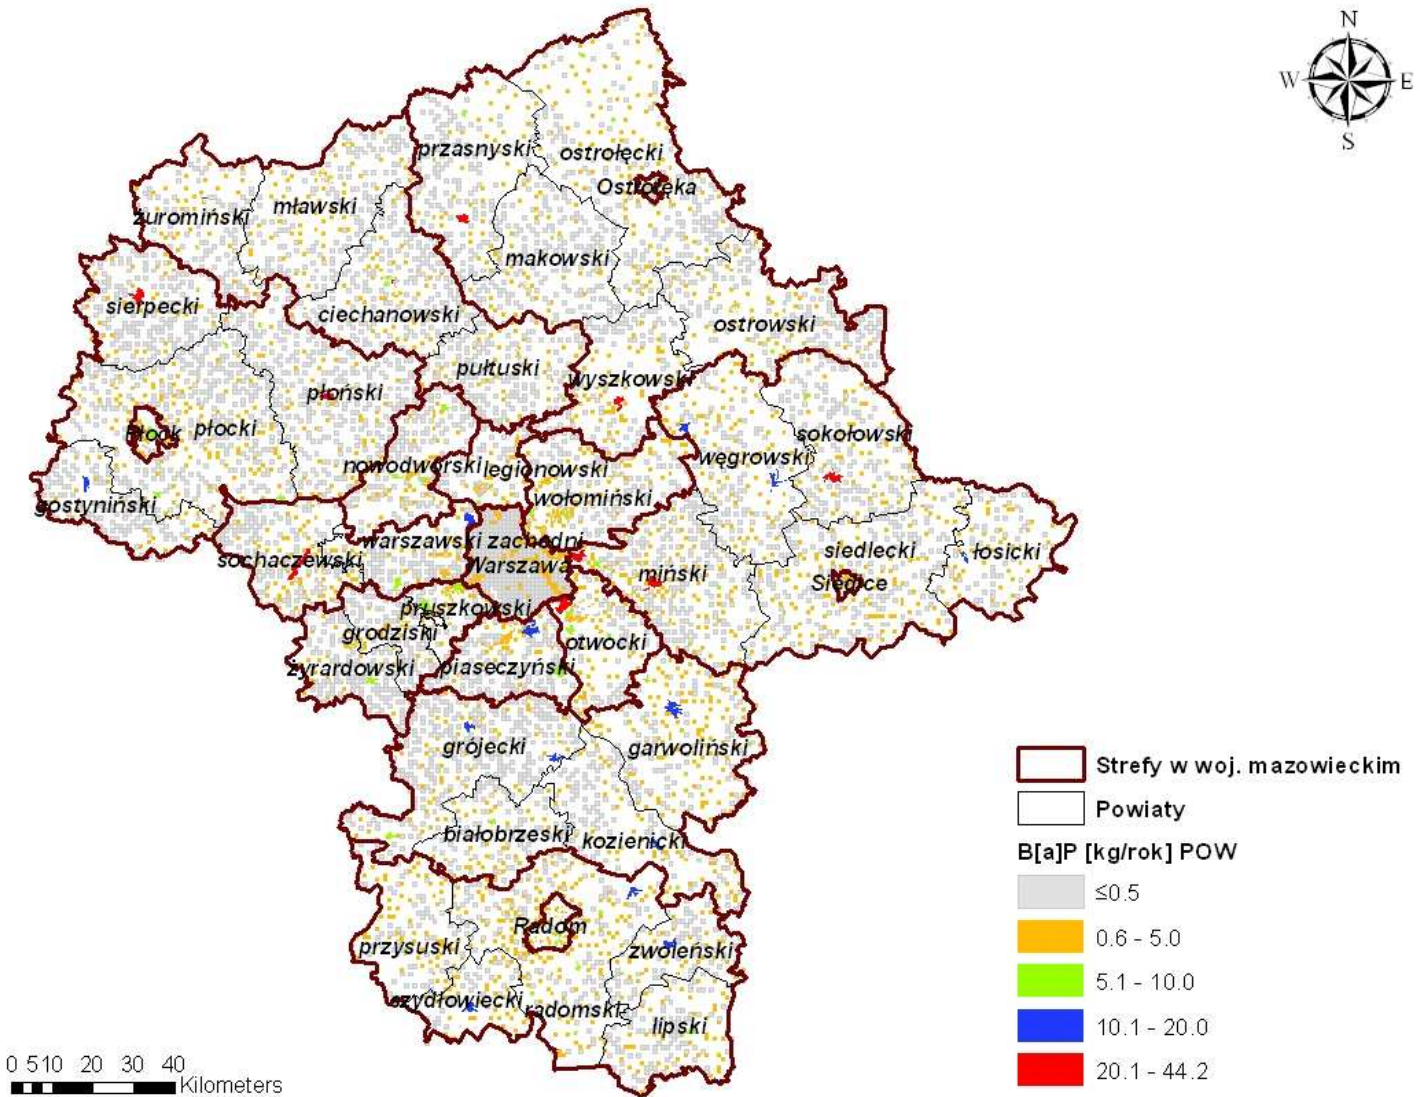 N
W E
S
przasnyski
ostrołęcki
Ostrołęka
żuromiński
mławski
makowski
sierpecki
ciechanowski
ostrowski
pułtuski
wyszkowski
płoński
Płock
płocki
sokołowski
węgrowski
nowodworski
legionowski
wołomiński
gostyniński
sochaczewski
warszawski zachodni
Warszawa
siedlecki
łosicki
miński
Siedlce
pruszkowski
grodziski
otwocki
żyrardowski
piaseczyński
grójecki
garwoliński
białobrzeski
kozienicki
Radom
przysuski
zwoleński
szydłowiecki
radomski
lipski
Strefy w woj. mazowieckim
Powiaty
B[a]P [kg/rok] POW
≤0.5
0.6 - 5.0
5.1 - 10.0
10.1 - 20.0
20.1 - 44.2
0 5 10 20 30 40
Kilometers